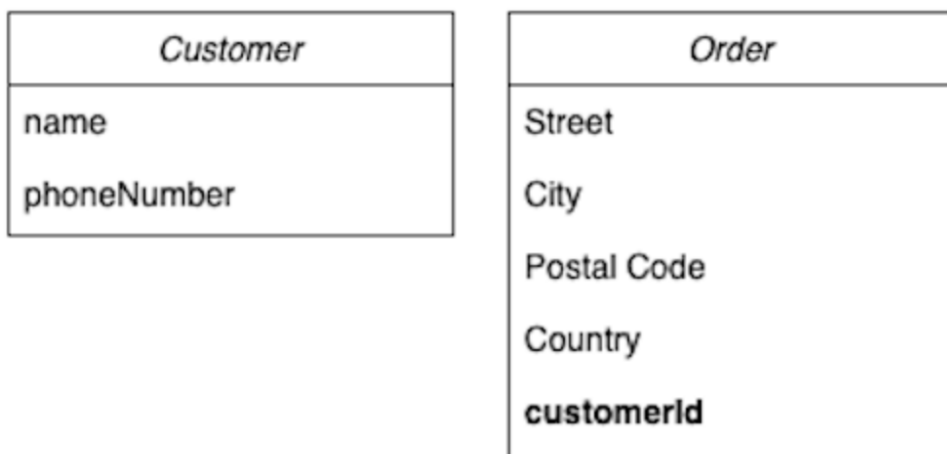 Customer
name
phoneNumber
Order
Street
City
Postal Code
Country
customerId